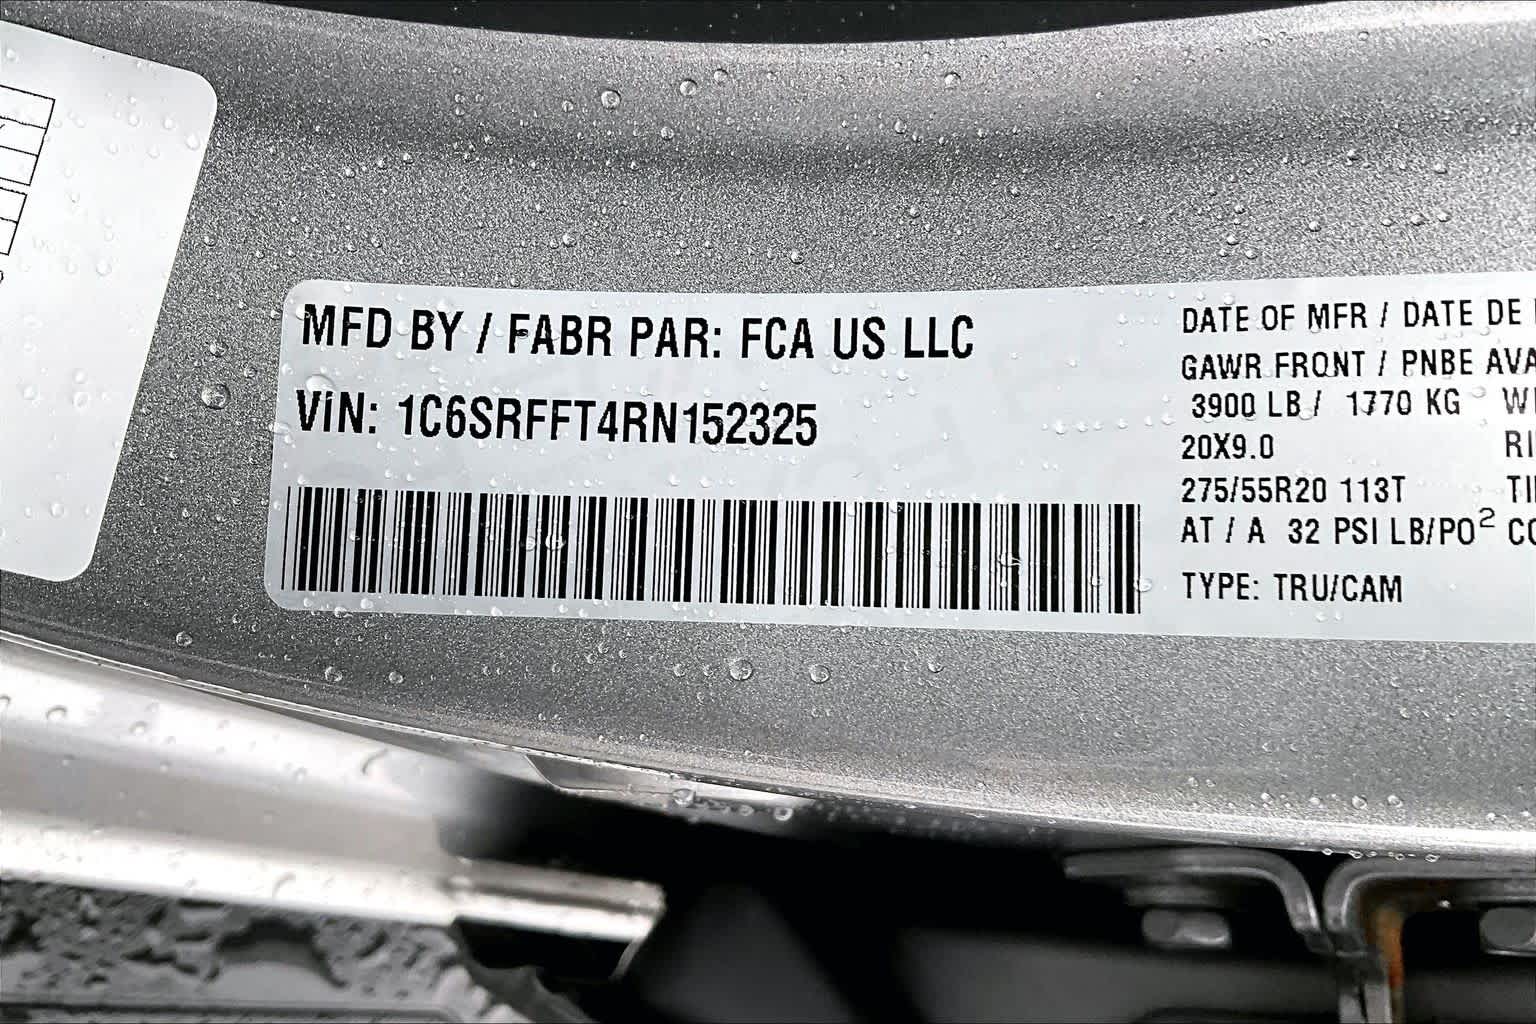 MFD BY / FABR PAR: FCA US LLC
VIN: 1C6SRFFT4RN152325
DATE OF MFR / DATE DE
GAWR FRONT / PNBE
3900 LB / 1770 KG
20X9.0
275/55R20 113T
AT / A 32 PSI LB/PO²
TYPE: TRU/CAM